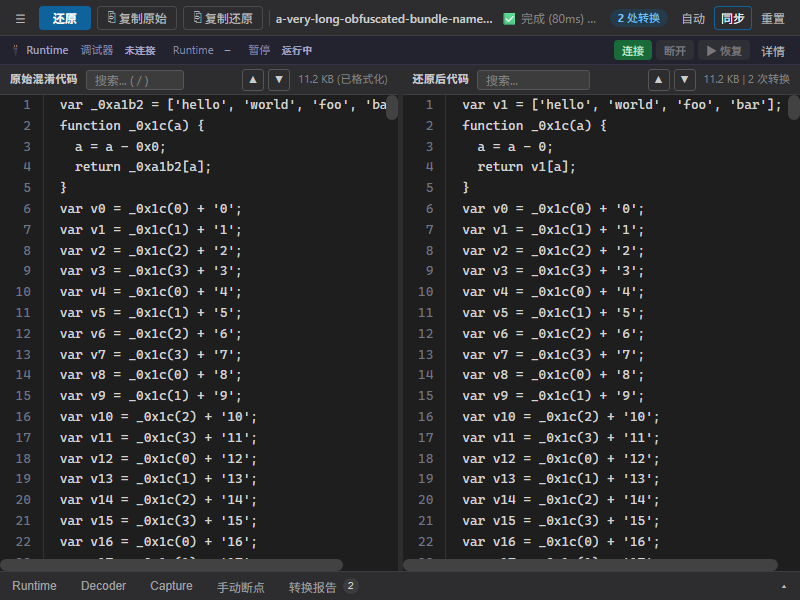 ☰ 还原 复制原始 复制还原 a-very-long-obfuscated-bundle-name... ✅ 完成 (80ms) ... 2 处转换 自动 同步 重置
Runtime 调试器 未连接 Runtime – 暂停 运行中 连接 断开 ▶ 恢复 详情
原始混淆代码 搜索... ( / ) ▲ ▼ 11.2 KB (已格式化)
1 var _0xa1b2 = ['hello', 'world', 'foo', 'ba
2 function _0x1c(a) {
3 a = a - 0x0;
4 return _0xa1b2[a];
5 }
6 var v0 = _0x1c(0) + '0';
7 var v1 = _0x1c(1) + '1';
8 var v2 = _0x1c(2) + '2';
9 var v3 = _0x1c(3) + '3';
10 var v4 = _0x1c(0) + '4';
11 var v5 = _0x1c(1) + '5';
12 var v6 = _0x1c(2) + '6';
13 var v7 = _0x1c(3) + '7';
14 var v8 = _0x1c(0) + '8';
15 var v9 = _0x1c(1) + '9';
16 var v10 = _0x1c(2) + '10';
17 var v11 = _0x1c(3) + '11';
18 var v12 = _0x1c(0) + '12';
19 var v13 = _0x1c(1) + '13';
20 var v14 = _0x1c(2) + '14';
21 var v15 = _0x1c(3) + '15';
22 var v16 = _0x1c(0) + '16';
还原后代码 搜索... ▲ ▼ 11.2 KB | 2 次转换
1 var v1 = ['hello', 'world', 'foo', 'bar'];
2 function _0x1c(a) {
3 a = a - 0;
4 return v1[a];
5 }
6 var v0 = _0x1c(0) + '0';
7 var v1 = _0x1c(1) + '1';
8 var v2 = _0x1c(2) + '2';
9 var v3 = _0x1c(3) + '3';
10 var v4 = _0x1c(0) + '4';
11 var v5 = _0x1c(1) + '5';
12 var v6 = _0x1c(2) + '6';
13 var v7 = _0x1c(3) + '7';
14 var v8 = _0x1c(0) + '8';
15 var v9 = _0x1c(1) + '9';
16 var v10 = _0x1c(2) + '10';
17 var v11 = _0x1c(3) + '11';
18 var v12 = _0x1c(0) + '12';
19 var v13 = _0x1c(1) + '13';
20 var v14 = _0x1c(2) + '14';
21 var v15 = _0x1c(3) + '15';
22 var v16 = _0x1c(0) + '16';
Runtime Decoder Capture 手动断点 转换报告 2